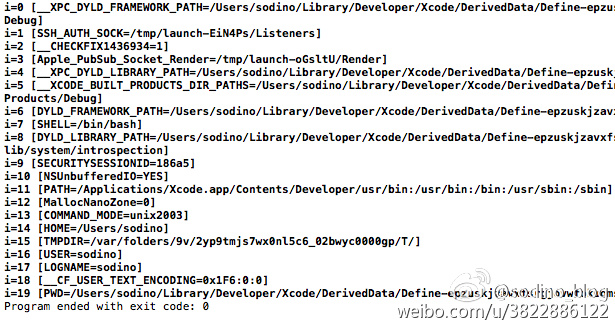 i=0 [__XPC_DYLD_FRAMEWORK_PATH=/Users/sodino/Library/Developer/Xcode/DerivedData/Define-epzuskj
Debug]
i=1 [SSH_AUTH_SOCK=/tmp/launch-EiN4Ps/Listeners]
i=2 [__CHECKFIX1436934=1]
i=3 [Apple_PubSub_Socket_Render=/tmp/launch-oGsltU/Render]
i=4 [__XPC_DYLD_LIBRARY_PATH=/Users/sodino/Library/Developer/Xcode/DerivedData/Define-epzuskj
i=5 [__XCODE_BUILT_PRODUCTS_DIR_PATHS=/Users/sodino/Library/Developer/Xcode/DerivedData/Defin
Products/Debug]
i=6 [DYLD_FRAMEWORK_PATH=/Users/sodino/Library/Developer/Xcode/DerivedData/Define-epzuskjzavx
i=7 [SHELL=/bin/bash]
i=8 [DYLD_LIBRARY_PATH=/Users/sodino/Library/Developer/Xcode/DerivedData/Define-epzuskjzavxfs
lib/system/introspection]
i=9 [SECURITYSESSIONID=186a5]
i=10 [NSUnbufferedIO=YES]
i=11 [PATH=/Applications/Xcode.app/Contents/Developer/usr/bin:/usr/bin:/bin:/usr/sbin:/sbin]
i=12 [MallocNanoZone=0]
i=13 [COMMAND_MODE=unix2003]
i=14 [HOME=/Users/sodino]
i=15 [TMPDIR=/var/folders/9v/2yp9tmjs7wx0nl5c6_02bwyc0000gp/T/]
i=16 [USER=sodino]
i=17 [LOGNAME=sodino]
i=18 [__CF_USER_TEXT_ENCODING=0x1F6:0:0]
i=19 [PWD=/Users/sodino/Library/Developer/Xcode/DerivedData/Define-epzuskj
@sodino_blog
Program ended with exit code: 0
weibo.com/u/3822886122